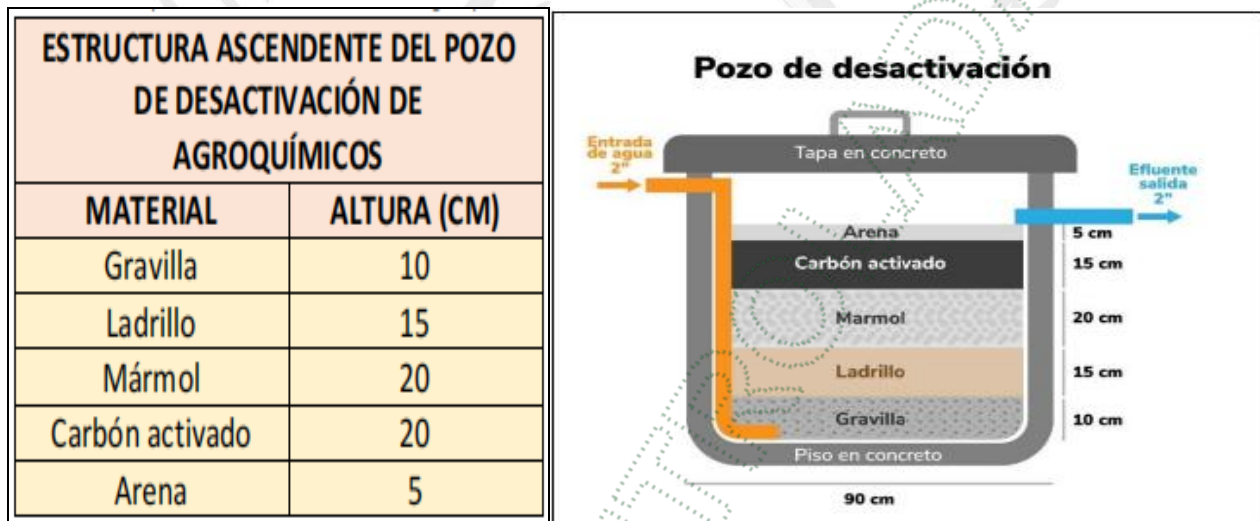 ESTRUCTURA ASCENDENTE DEL POZO
DE DESACTIVACIÓN DE
AGROQUÍMICOS
MATERIAL ALTURA (CM)
Gravilla 10
Ladrillo 15
Mármol 20
Carbón activado 20
Arena 5
Pozo de desactivación
Entrada
de agua
2"
Tapa en concreto
Efluente
salida
2"
Arena 5 cm
Carbón activado 15 cm
Marmol 20 cm
Ladrillo 15 cm
Gravilla 10 cm
Piso en concreto
90 cm